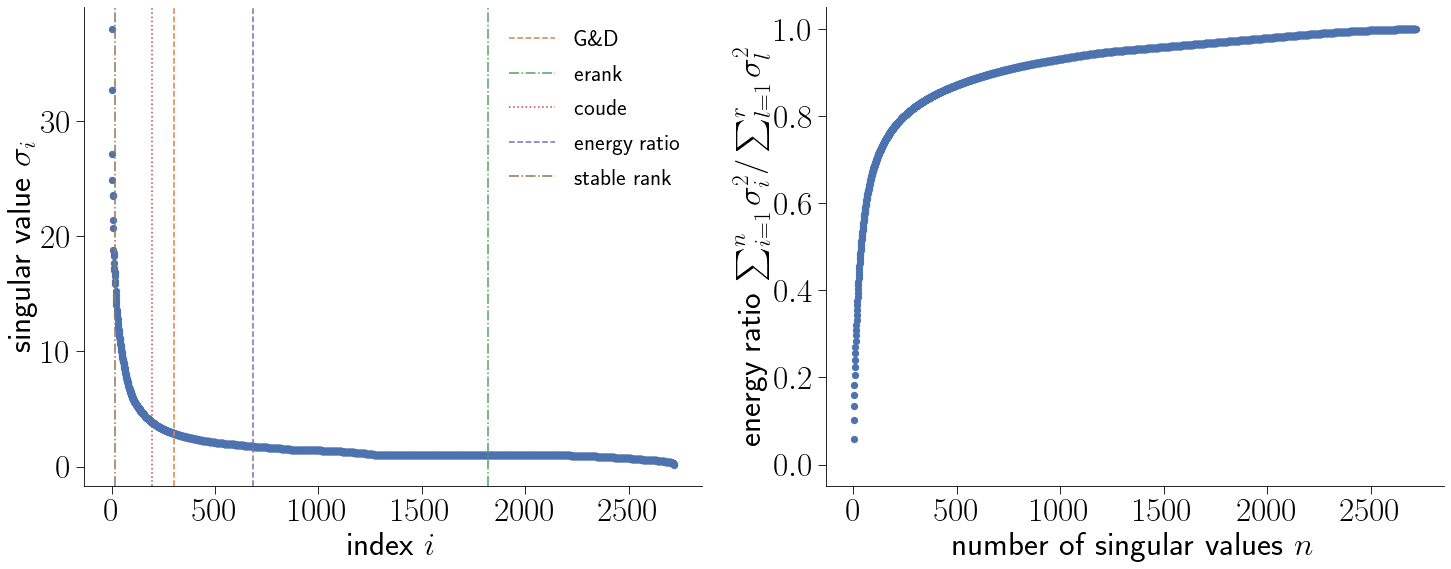 singular value σ_i
30
20
10
0
0 500 1000 1500 2000 2500
index i
G&D
erank
coude
energy ratio
stable rank
energy ratio ∑_{i=1}^{n} σ_i^2 / ∑_{l=1}^{r} σ_l^2
1.0
0.8
0.6
0.4
0.2
0.0
0 500 1000 1500 2000 2500
number of singular values n